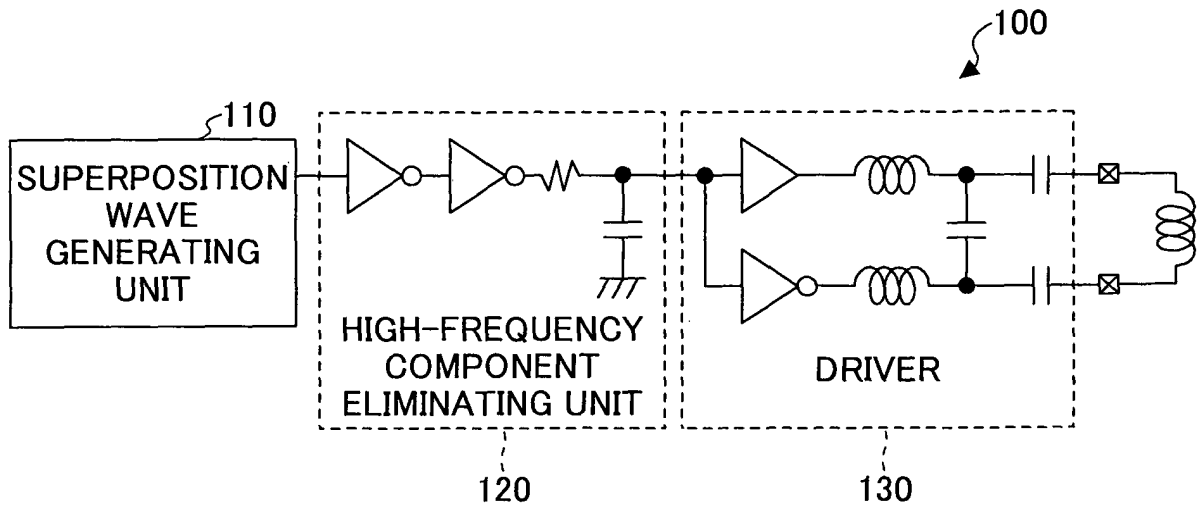 100
110
SUPERPOSITION
WAVE
GENERATING
UNIT
HIGH-FREQUENCY
COMPONENT
ELIMINATING UNIT
DRIVER
120
130